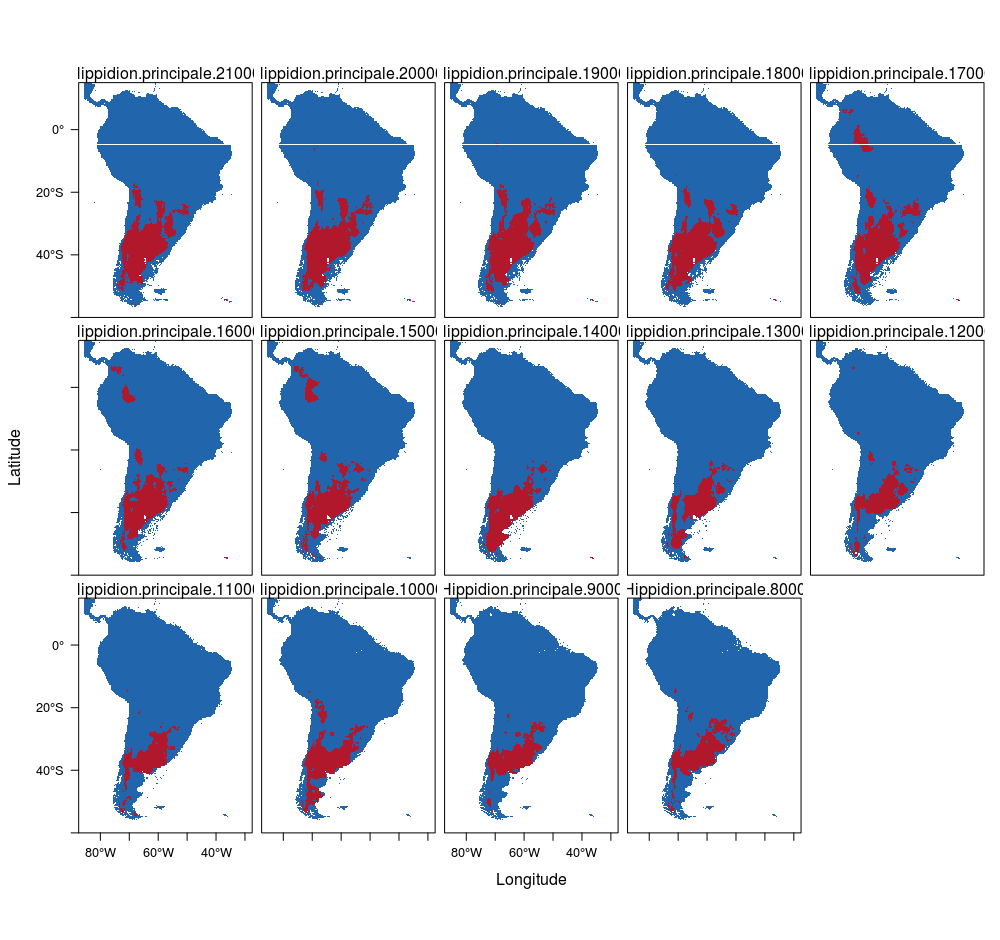 lippidion.principale.2100 lippidion.principale.2000 lippidion.principale.1900 lippidion.principale.1800 lippidion.principale.1700
0°
20°S
40°S
lippidion.principale.1600 lippidion.principale.1500 lippidion.principale.1400 lippidion.principale.1300 lippidion.principale.1200
Latitude
lippidion.principale.1100 lippidion.principale.1000 lippidion.principale.9000 lippidion.principale.8000
0°
20°S
40°S
80°W 60°W 40°W 80°W 60°W 40°W
Longitude